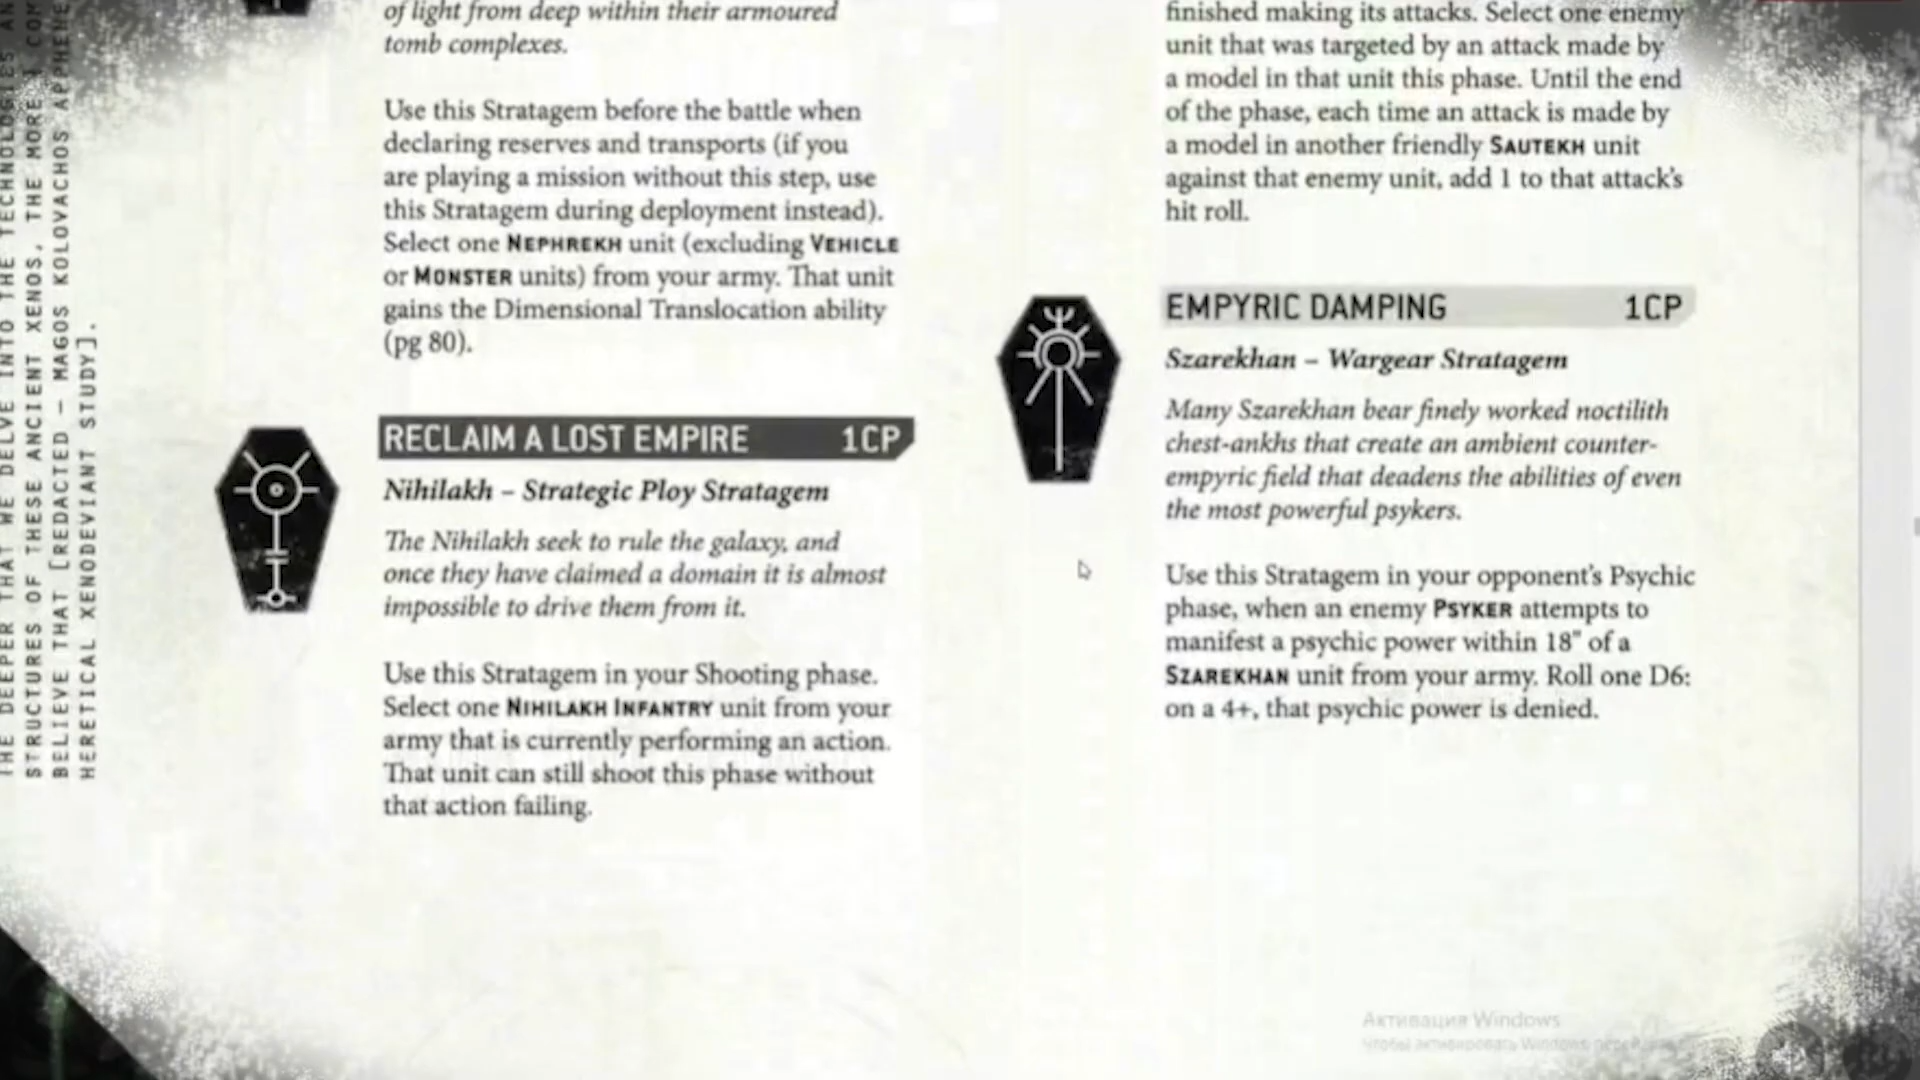 THE DEEPER THAT WE DELVE INTO THE TECHNOLOGIES AN
STRUCTURES OF THESE ANCIENT XENOS, THE MORE I COM
BELIEVE THAT [REDACTED – MAGOS KOLOVACHOS APPHENE
HERETICAL XENODEVIANT STUDY].
of light from deep within their armoured
tomb complexes.
Use this Stratagem before the battle when
declaring reserves and transports (if you
are playing a mission without this step, use
this Stratagem during deployment instead).
Select one NEPHREKH unit (excluding VEHICLE
or MONSTER units) from your army. That unit
gains the Dimensional Translocation ability
(pg 80).
RECLAIM A LOST EMPIRE 1CP
Nihilakh – Strategic Ploy Stratagem
The Nihilakh seek to rule the galaxy, and
once they have claimed a domain it is almost
impossible to drive them from it.
Use this Stratagem in your Shooting phase.
Select one NIHILAKH INFANTRY unit from your
army that is currently performing an action.
That unit can still shoot this phase without
that action failing.
finished making its attacks. Select one enemy
unit that was targeted by an attack made by
a model in that unit this phase. Until the end
of the phase, each time an attack is made by
a model in another friendly SAUTEKH unit
against that enemy unit, add 1 to that attack's
hit roll.
EMPYRIC DAMPING 1CP
Szarekhan – Wargear Stratagem
Many Szarekhan bear finely worked noctilith
chest-ankhs that create an ambient counter-
empyric field that deadens the abilities of even
the most powerful psykers.
Use this Stratagem in your opponent's Psychic
phase, when an enemy PSYKER attempts to
manifest a psychic power within 18" of a
SZAREKHAN unit from your army. Roll one D6:
on a 4+, that psychic power is denied.
Активация Windows
Чтобы активировать Windows,